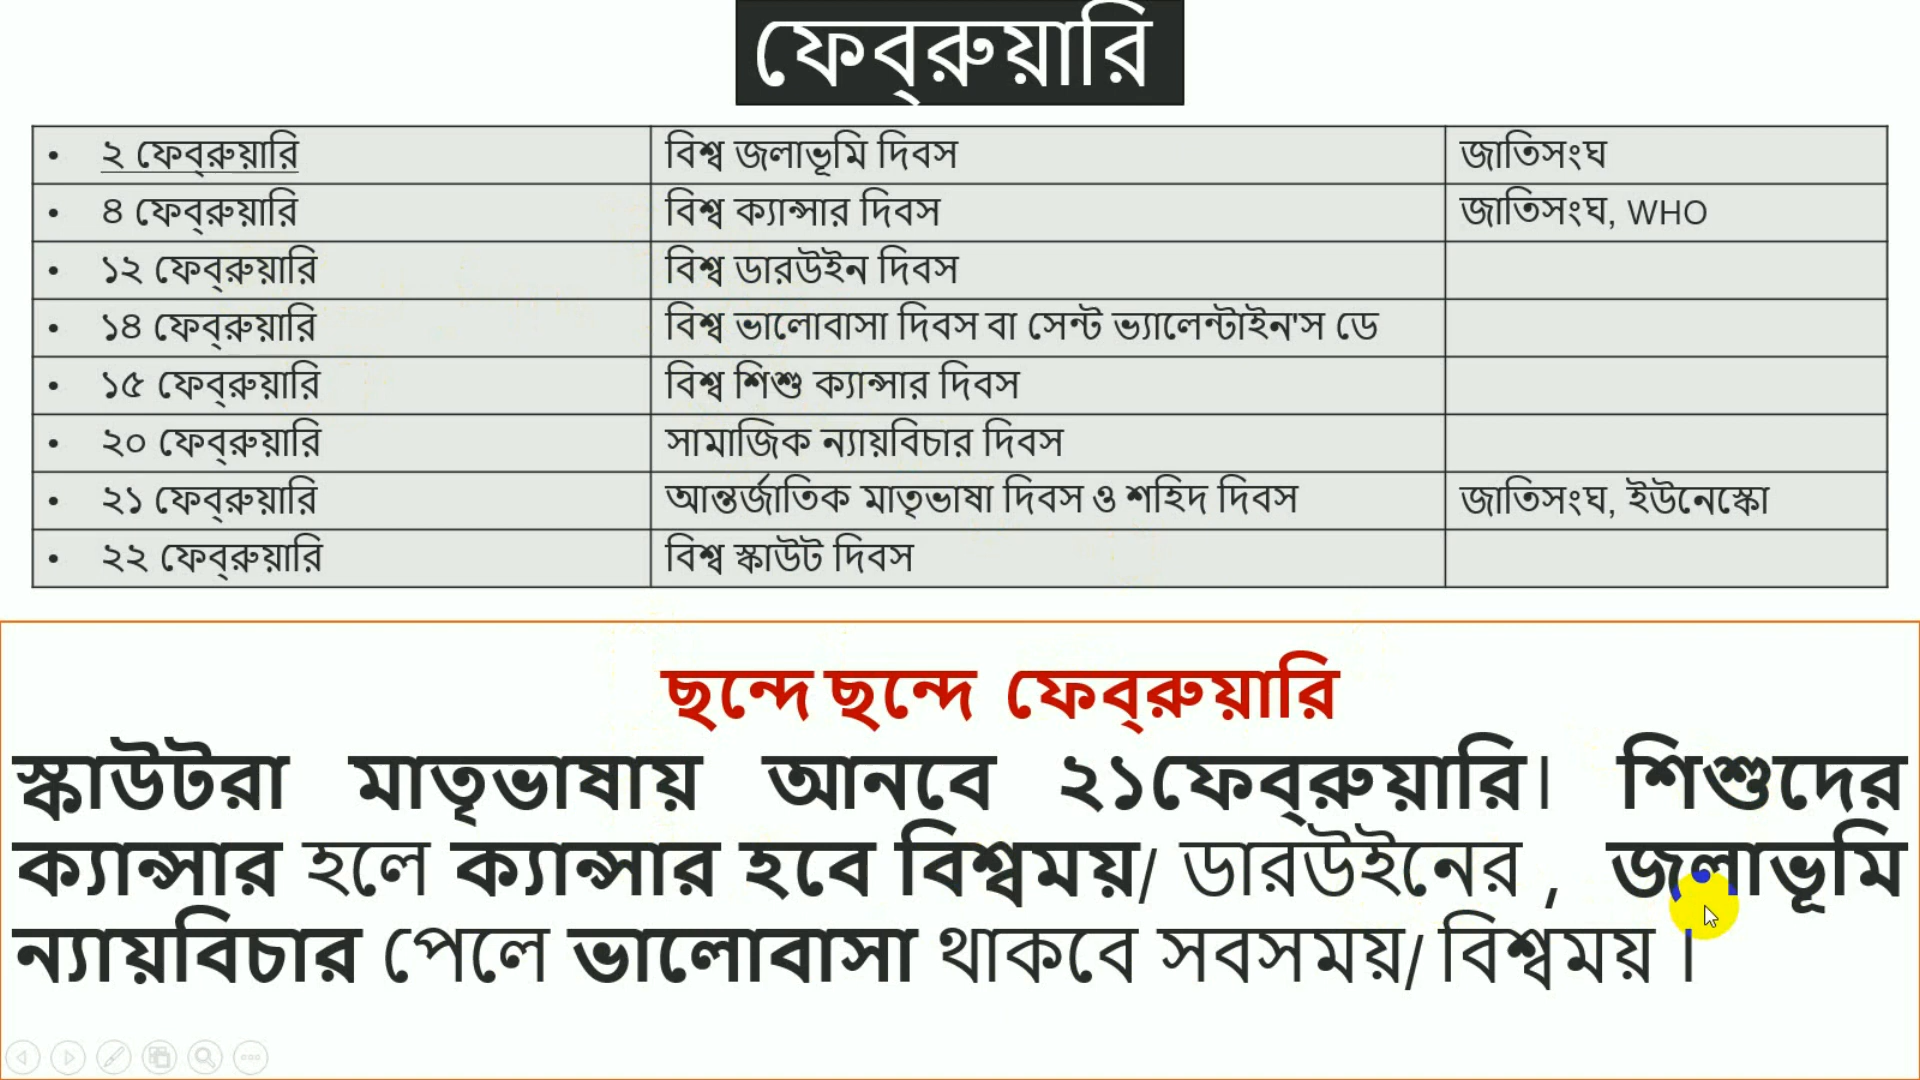 ফেব্রুয়ারি
• ২ ফেব্রুয়ারি বিশ্ব জলাভূমি দিবস জাতিসংঘ
• ৪ ফেব্রুয়ারি বিশ্ব ক্যান্সার দিবস জাতিসংঘ, WHO
• ১২ ফেব্রুয়ারি বিশ্ব ডারউইন দিবস
• ১৪ ফেব্রুয়ারি বিশ্ব ভালোবাসা দিবস বা সেন্ট ভ্যালেন্টাইন'স ডে
• ১৫ ফেব্রুয়ারি বিশ্ব শিশু ক্যান্সার দিবস
• ২০ ফেব্রুয়ারি সামাজিক ন্যায়বিচার দিবস
• ২১ ফেব্রুয়ারি আন্তর্জাতিক মাতৃভাষা দিবস ও শহিদ দিবস জাতিসংঘ, ইউনেস্কো
• ২২ ফেব্রুয়ারি বিশ্ব স্কাউট দিবস
ছন্দে ছন্দে ফেব্রুয়ারি
স্কাউটরা মাতৃভাষায় আনবে ২১ফেব্রুয়ারি। শিশুদের
ক্যান্সার হলে ক্যান্সার হবে বিশ্বময়/ ডারউইনের , জলাভূমি
ন্যায়বিচার পেলে ভালোবাসা থাকবে সবসময়/ বিশ্বময় ।